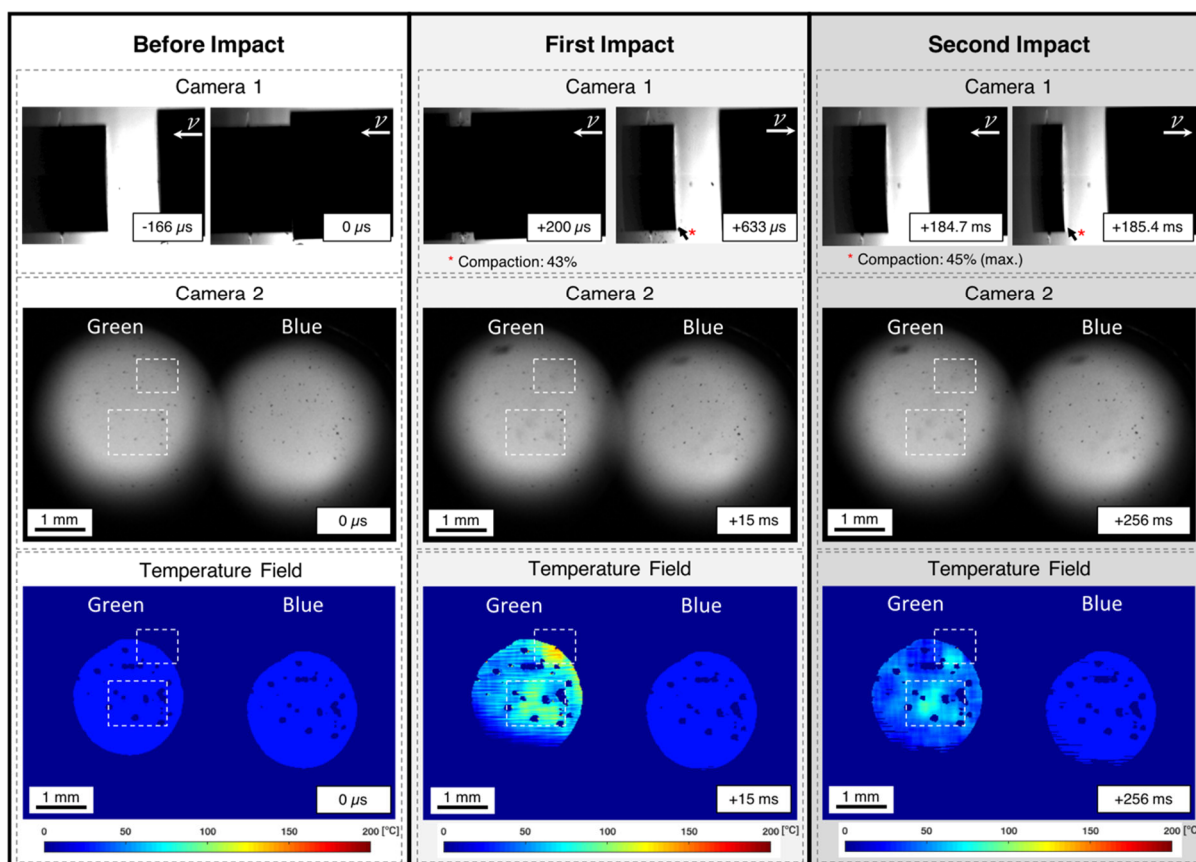 Before Impact
Camera 1
𝒱
𝒱
-166 µs
0 µs
Camera 2
Green Blue
1 mm
0 µs
Temperature Field
Green Blue
1 mm
0 µs
0 50 100 150 200 [°C]
First Impact
Camera 1
𝒱
𝒱
+200 µs
*
+633 µs
* Compaction: 43%
Camera 2
Green Blue
1 mm
+15 ms
Temperature Field
Green Blue
1 mm
+15 ms
0 50 100 150 200 [°C]
Second Impact
Camera 1
𝒱
𝒱
+184.7 ms
*
+185.4 ms
* Compaction: 45% (max.)
Camera 2
Green Blue
1 mm
+256 ms
Temperature Field
Green Blue
1 mm
+256 ms
0 50 100 150 200 [°C]